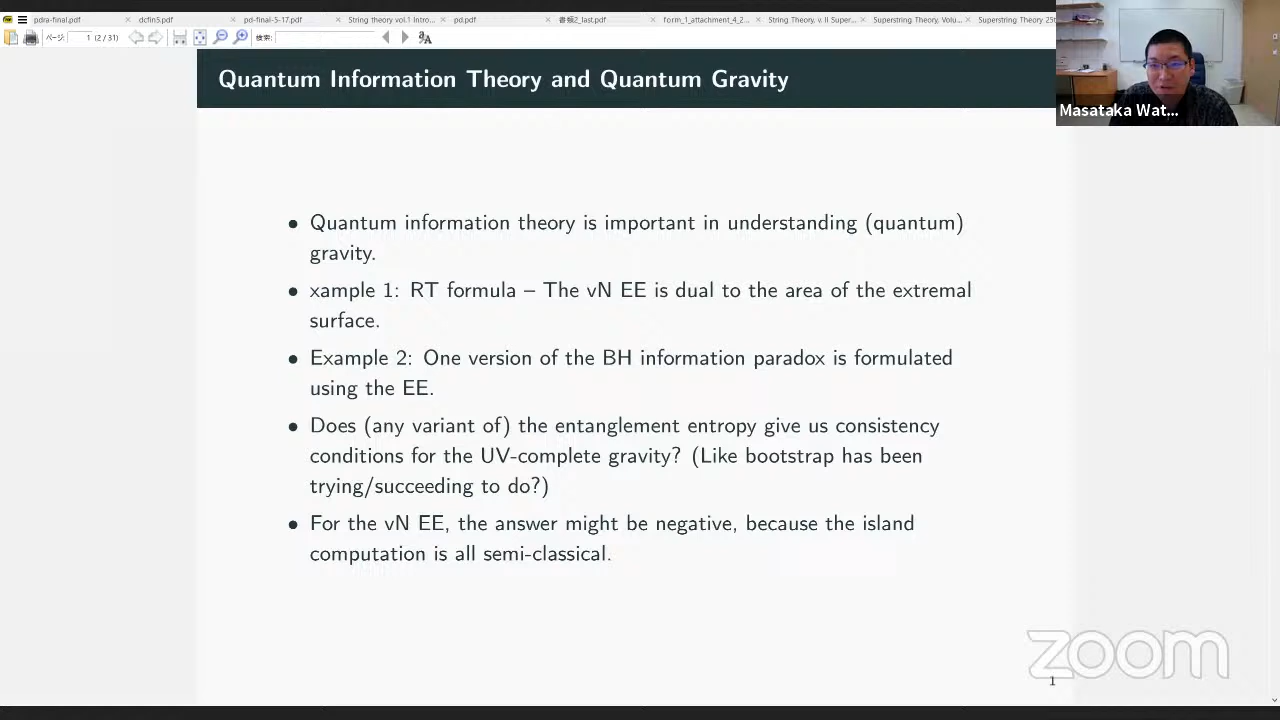 pdra-final.pdf
dcfin5.pdf
pd-final-5-17.pdf
String theory vol.1 Intro...
pd.pdf
書類2_last.pdf
form_1_attachment_4_2...
String Theory, v. II Super...
Superstring Theory, Volu...
Superstring Theory 25t
ページ: 1 (2 / 31) 検索:
Masataka Wat...
Quantum Information Theory and Quantum Gravity
• Quantum information theory is important in understanding (quantum)
gravity.
• xample 1: RT formula – The vN EE is dual to the area of the extremal
surface.
• Example 2: One version of the BH information paradox is formulated
using the EE.
• Does (any variant of) the entanglement entropy give us consistency
conditions for the UV-complete gravity? (Like bootstrap has been
trying/succeeding to do?)
• For the vN EE, the answer might be negative, because the island
computation is all semi-classical.
zoom
1